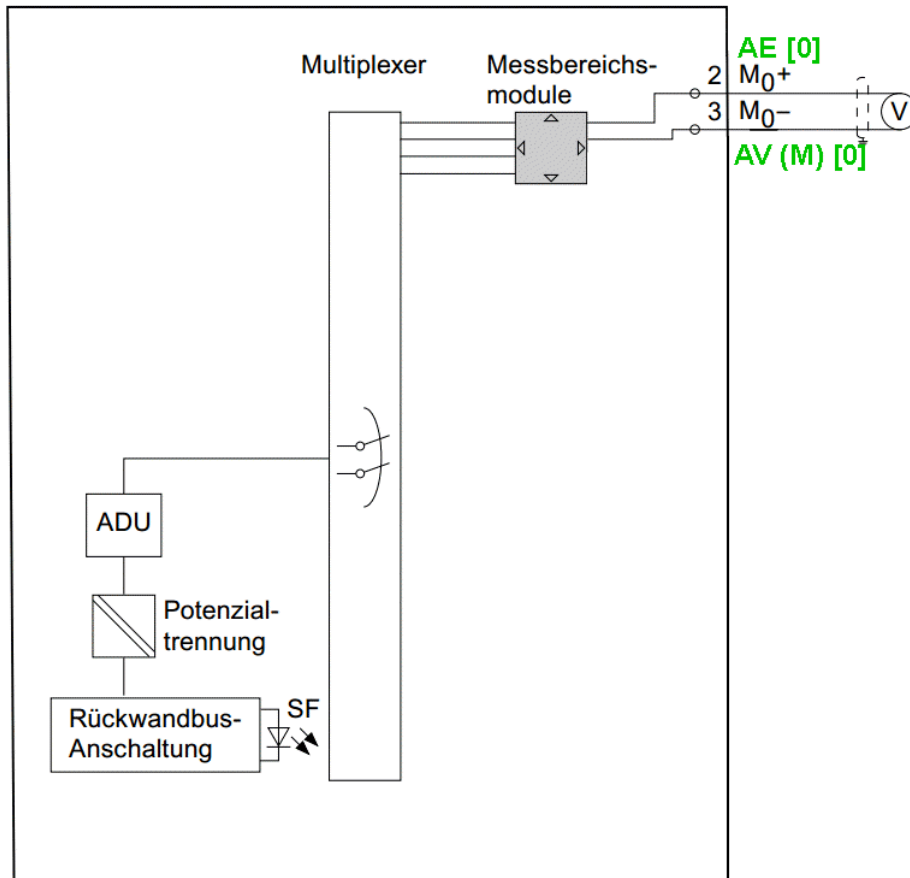 AE [0]
Multiplexer
Messbereichs-
module
2
M0+
3
M0–
V
AV (M) [0]
ADU
Potenzial-
trennung
SF
Rückwandbus-
Anschaltung